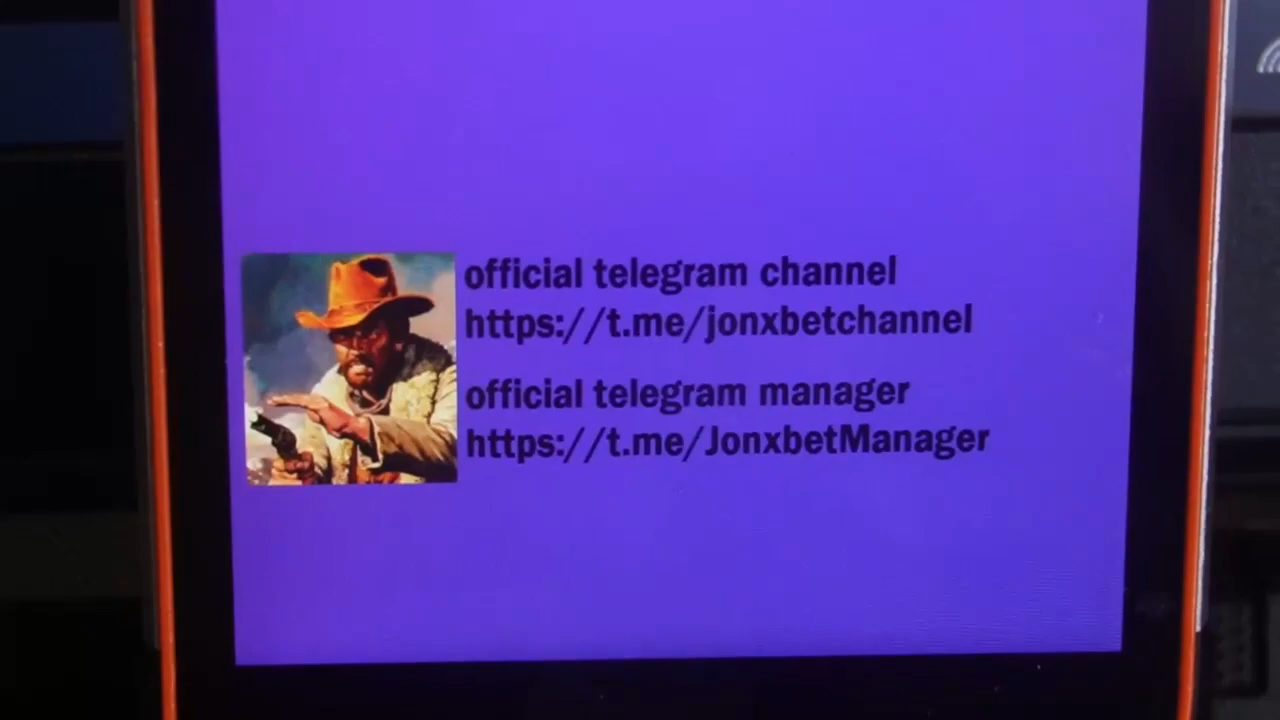 official telegram channel
https://t.me/jonxbetchannel
official telegram manager
https://t.me/JonxbetManager